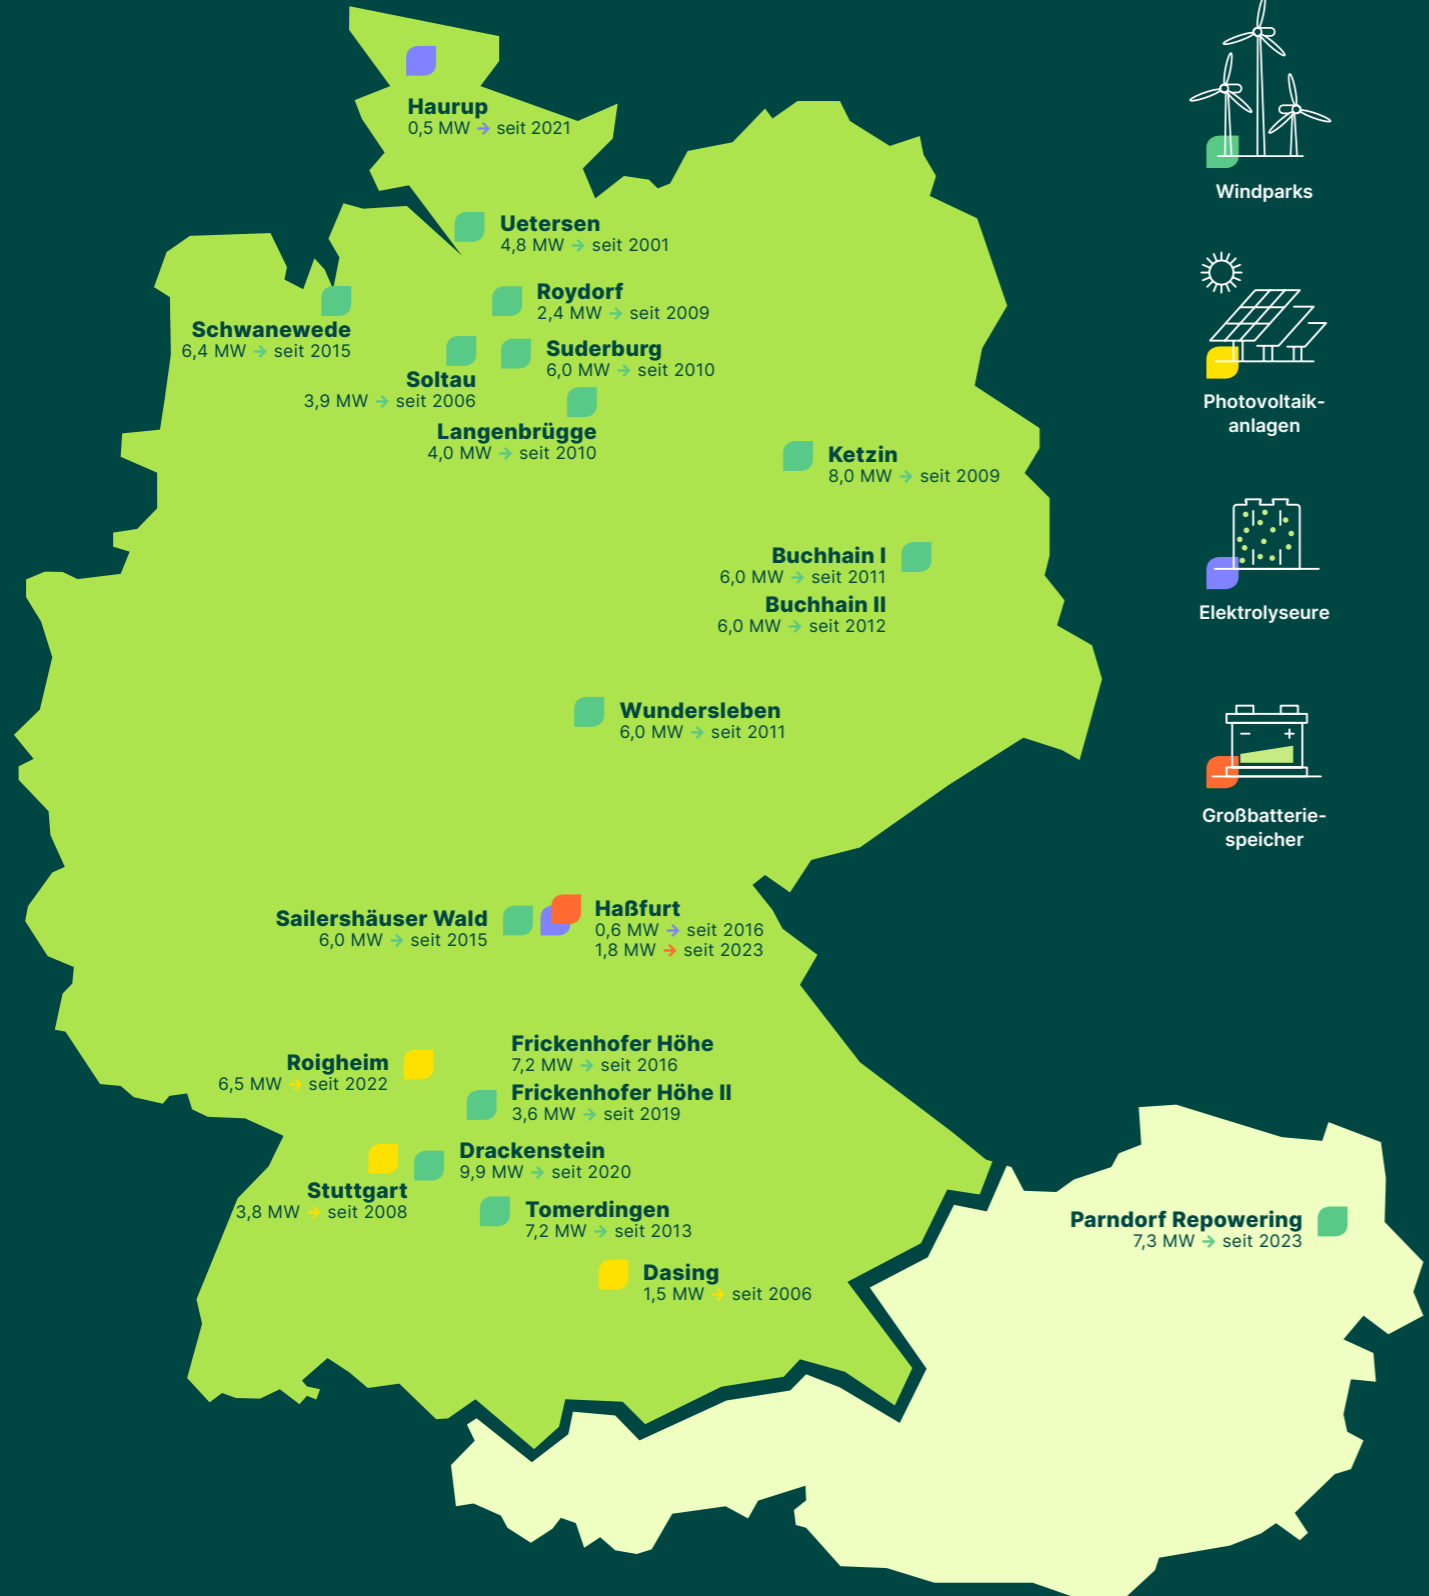 Haurup
0,5 MW → seit 2021
Uetersen
4,8 MW → seit 2001
Roydorf
2,4 MW → seit 2009
Schwanewede
6,4 MW → seit 2015
Suderburg
6,0 MW → seit 2010
Soltau
3,9 MW → seit 2006
Langenbrügge
4,0 MW → seit 2010
Ketzin
8,0 MW → seit 2009
Buchhain I
6,0 MW → seit 2011
Buchhain II
6,0 MW → seit 2012
Wundersleben
6,0 MW → seit 2011
Sailershäuser Wald
6,0 MW → seit 2015
Haßfurt
0,6 MW → seit 2016
1,8 MW → seit 2023
Frickenhofer Höhe
7,2 MW → seit 2016
Roigheim
6,5 MW → seit 2022
Frickenhofer Höhe II
3,6 MW → seit 2019
Drackenstein
9,9 MW → seit 2020
Stuttgart
3,8 MW → seit 2008
Tomerdingen
7,2 MW → seit 2013
Dasing
1,5 MW → seit 2006
Parndorf Repowering
7,3 MW → seit 2023
Windparks
Photovoltaik-
anlagen
Elektrolyseure
Großbatterie-
speicher